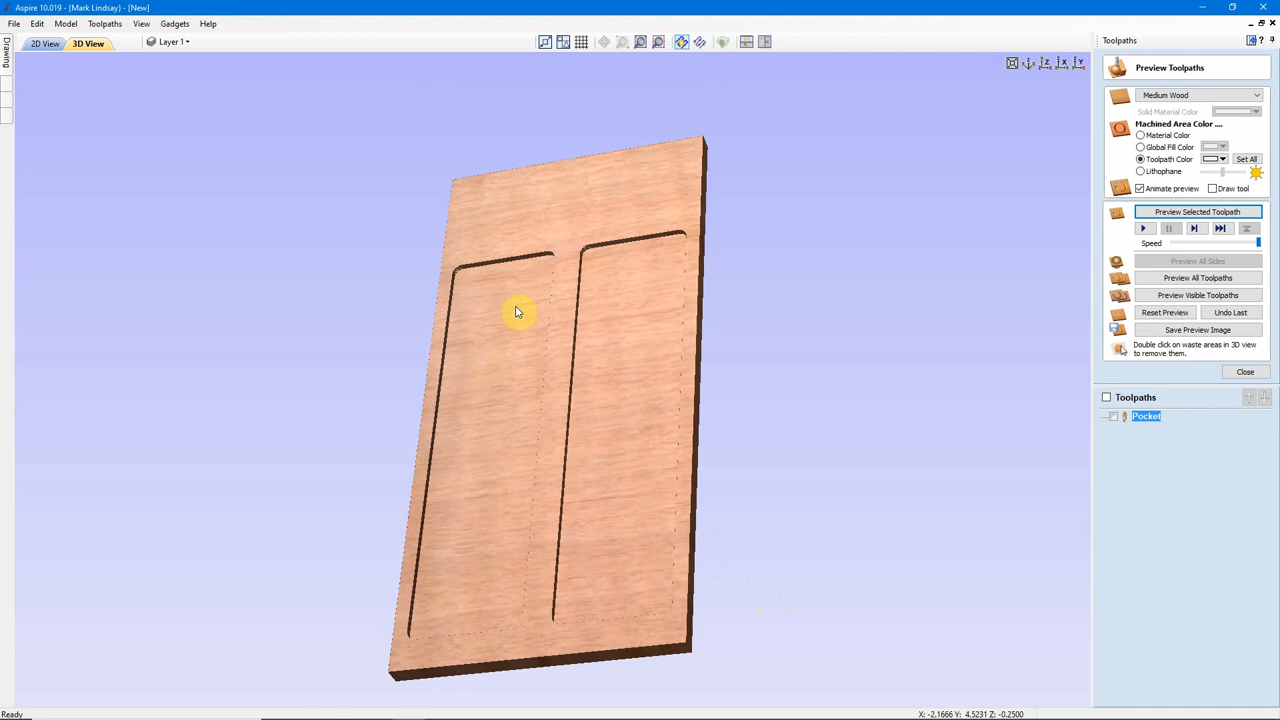 Aspire 10.019 - {Mark Lindsay} - [New]
File Edit Model Toolpaths View Gadgets Help
2D View 3D View Layer 1
Drawing
Toolpaths
Preview Toolpaths
Medium Wood
Solid Material Color
Machined Area Color ....
Material Color
Global Fill Color
Toolpath Color Set All
Lithophane
Animate preview Draw tool
Preview Selected Toolpath
Speed
Preview All Sides
Preview All Toolpaths
Preview Visible Toolpaths
Reset Preview Undo Last
Save Preview Image
Double click on waste areas in 3D view
to remove them.
Close
Toolpaths
Pocket
Ready X: -2.1666 Y: 4.5231 Z: -0.2500